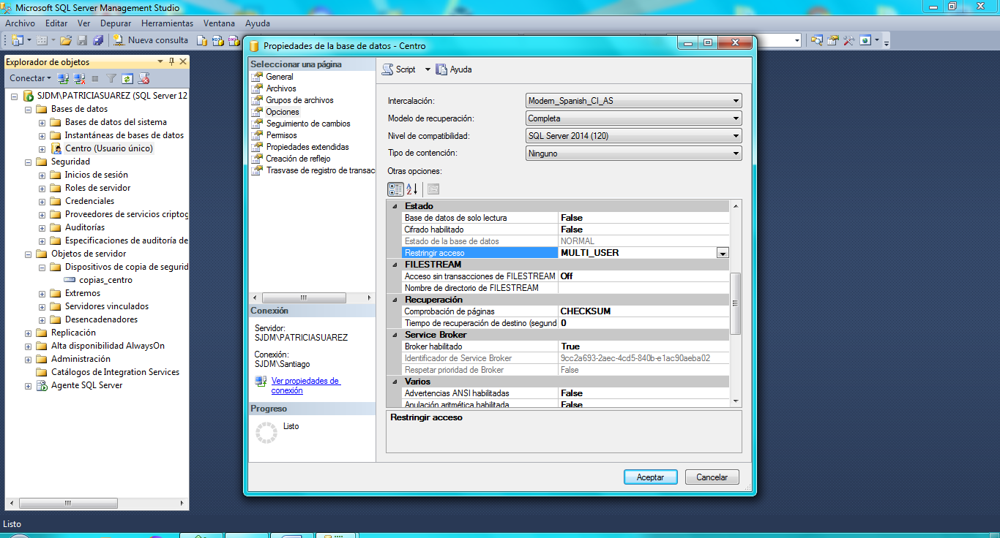 Microsoft SQL Server Management Studio
Archivo Editar Ver Depurar Herramientas Ventana Ayuda
Nueva consulta
Explorador de objetos
Conectar
SJDM\PATRICIASUAREZ (SQL Server 12
Bases de datos
Bases de datos del sistema
Instantáneas de bases de datos
Centro (Usuario único)
Seguridad
Inicios de sesión
Roles de servidor
Credenciales
Proveedores de servicios criptog
Auditorías
Especificaciones de auditoría de
Objetos de servidor
Dispositivos de copia de segurid
copias_centro
Extremos
Servidores vinculados
Desencadenadores
Replicación
Alta disponibilidad AlwaysOn
Administración
Catálogos de Integration Services
Agente SQL Server
Propiedades de la base de datos - Centro
Seleccionar una página
General
Archivos
Grupos de archivos
Opciones
Seguimiento de cambios
Permisos
Propiedades extendidas
Creación de reflejo
Trasvase de registro de transacc
Conexión
Servidor:
SJDM\PATRICIASUAREZ
Conexión:
SJDM\Santiago
Ver propiedades de
conexión
Progreso
Listo
Script Ayuda
Intercalación: Modern_Spanish_CI_AS
Modelo de recuperación: Completa
Nivel de compatibilidad: SQL Server 2014 (120)
Tipo de contención: Ninguno
Otras opciones:
Estado
Base de datos de solo lectura False
Cifrado habilitado False
Estado de la base de datos NORMAL
Restringir acceso MULTI_USER
FILESTREAM
Acceso sin transacciones de FILESTREAM Off
Nombre de directorio de FILESTREAM
Recuperación
Comprobación de páginas CHECKSUM
Tiempo de recuperación de destino (segund 0
Service Broker
Broker habilitado True
Identificador de Service Broker 9cc2a693-2aec-4cd5-840b-e1ac90aeba02
Respetar prioridad de Broker False
Varios
Advertencias ANSI habilitadas False
Anulación aritmética habilitada False
Restringir acceso
Aceptar Cancelar
Listo